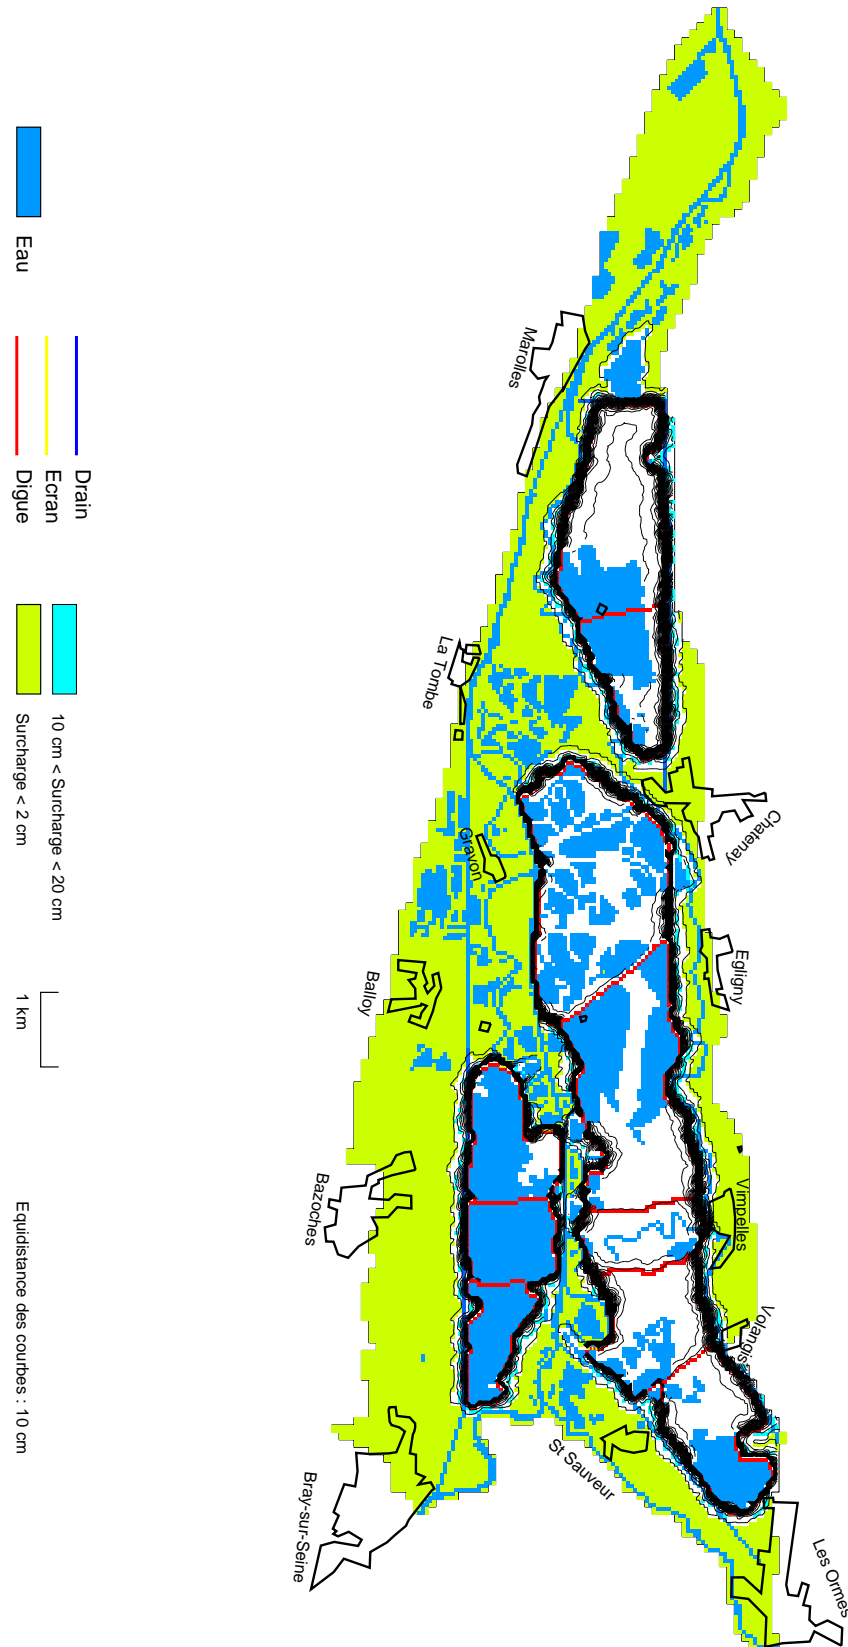 Marolles
La Tombe
Chatenay
Gravon
Egligny
Balloy
Vimpelles
Bazoches
Volangis
St Sauveur
Bray-sur-Seine
Les Ormes
Eau
Drain
Ecran
Digue
10 cm < Surcharge < 20 cm
Surcharge < 2 cm
1 km
Equidistance des courbes : 10 cm